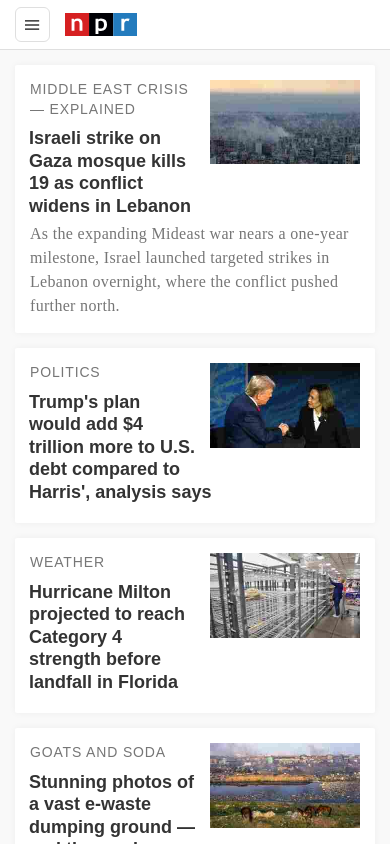 npr
MIDDLE EAST CRISIS
— EXPLAINED
Israeli strike on
Gaza mosque kills
19 as conflict
widens in Lebanon
As the expanding Mideast war nears a one-year
milestone, Israel launched targeted strikes in
Lebanon overnight, where the conflict pushed
further north.
POLITICS
Trump's plan
would add $4
trillion more to U.S.
debt compared to
Harris', analysis says
WEATHER
Hurricane Milton
projected to reach
Category 4
strength before
landfall in Florida
GOATS AND SODA
Stunning photos of
a vast e-waste
dumping ground —